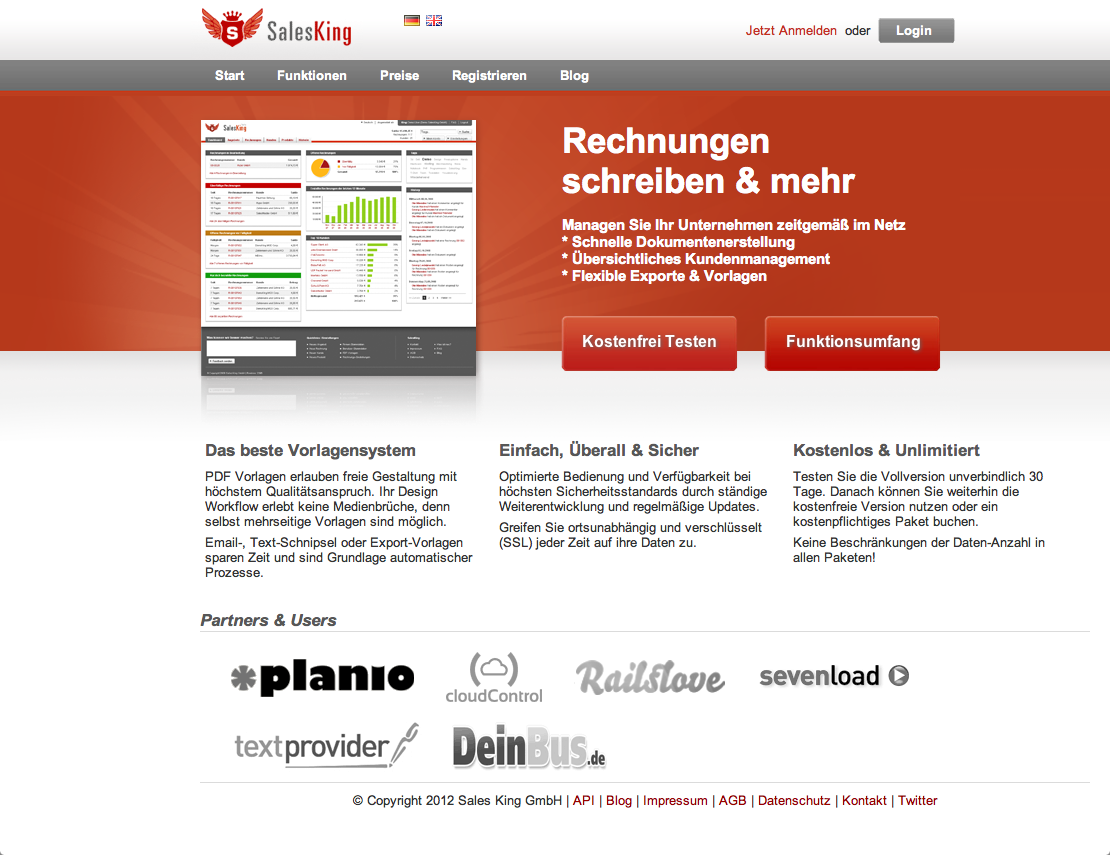 SalesKing
Jetzt Anmelden oder Login
Start Funktionen Preise Registrieren Blog
SalesKing
Rechnungen
schreiben & mehr
Managen Sie Ihr Unternehmen zeitgemäß im Netz
* Schnelle Dokumentenerstellung
* Übersichtliches Kundenmanagement
* Flexible Exporte & Vorlagen
Kostenfrei Testen Funktionsumfang
Das beste Vorlagensystem
PDF Vorlagen erlauben freie Gestaltung mit
höchstem Qualitätsanspruch. Ihr Design
Workflow erlebt keine Medienbrüche, denn
selbst mehrseitige Vorlagen sind möglich.
Email-, Text-Schnipsel oder Export-Vorlagen
sparen Zeit und sind Grundlage automatischer
Prozesse.
Einfach, Überall & Sicher
Optimierte Bedienung und Verfügbarkeit bei
höchsten Sicherheitsstandards durch ständige
Weiterentwicklung und regelmäßige Updates.
Greifen Sie ortsunabhängig und verschlüsselt
(SSL) jeder Zeit auf ihre Daten zu.
Kostenlos & Unlimitiert
Testen Sie die Vollversion unverbindlich 30
Tage. Danach können Sie weiterhin die
kostenfreie Version nutzen oder ein
kostenpflichtiges Paket buchen.
Keine Beschränkungen der Daten-Anzahl in
allen Paketen!
Partners & Users
planio
cloudControl
Railslove
sevenload
textprovider
DeinBus.de
© Copyright 2012 Sales King GmbH | API | Blog | Impressum | AGB | Datenschutz | Kontakt | Twitter